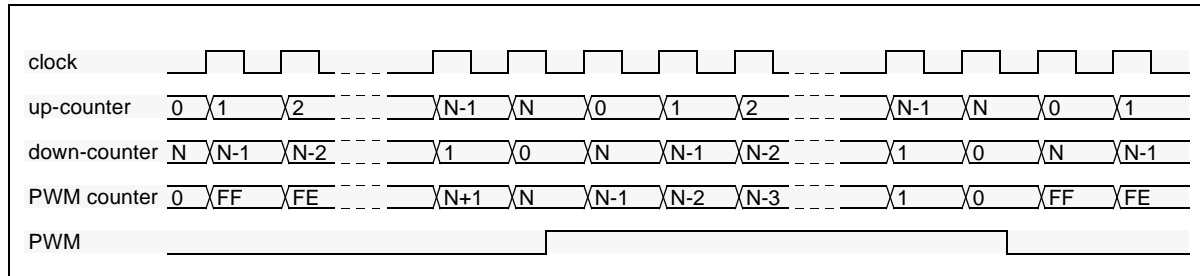 clock
up-counter 0 1 2 N-1 N 0 1 2 N-1 N 0 1
down-counter N N-1 N-2 1 0 N N-1 N-2 1 0 N N-1
PWM counter 0 FF FE N+1 N N-1 N-2 N-3 1 0 FF FE
PWM